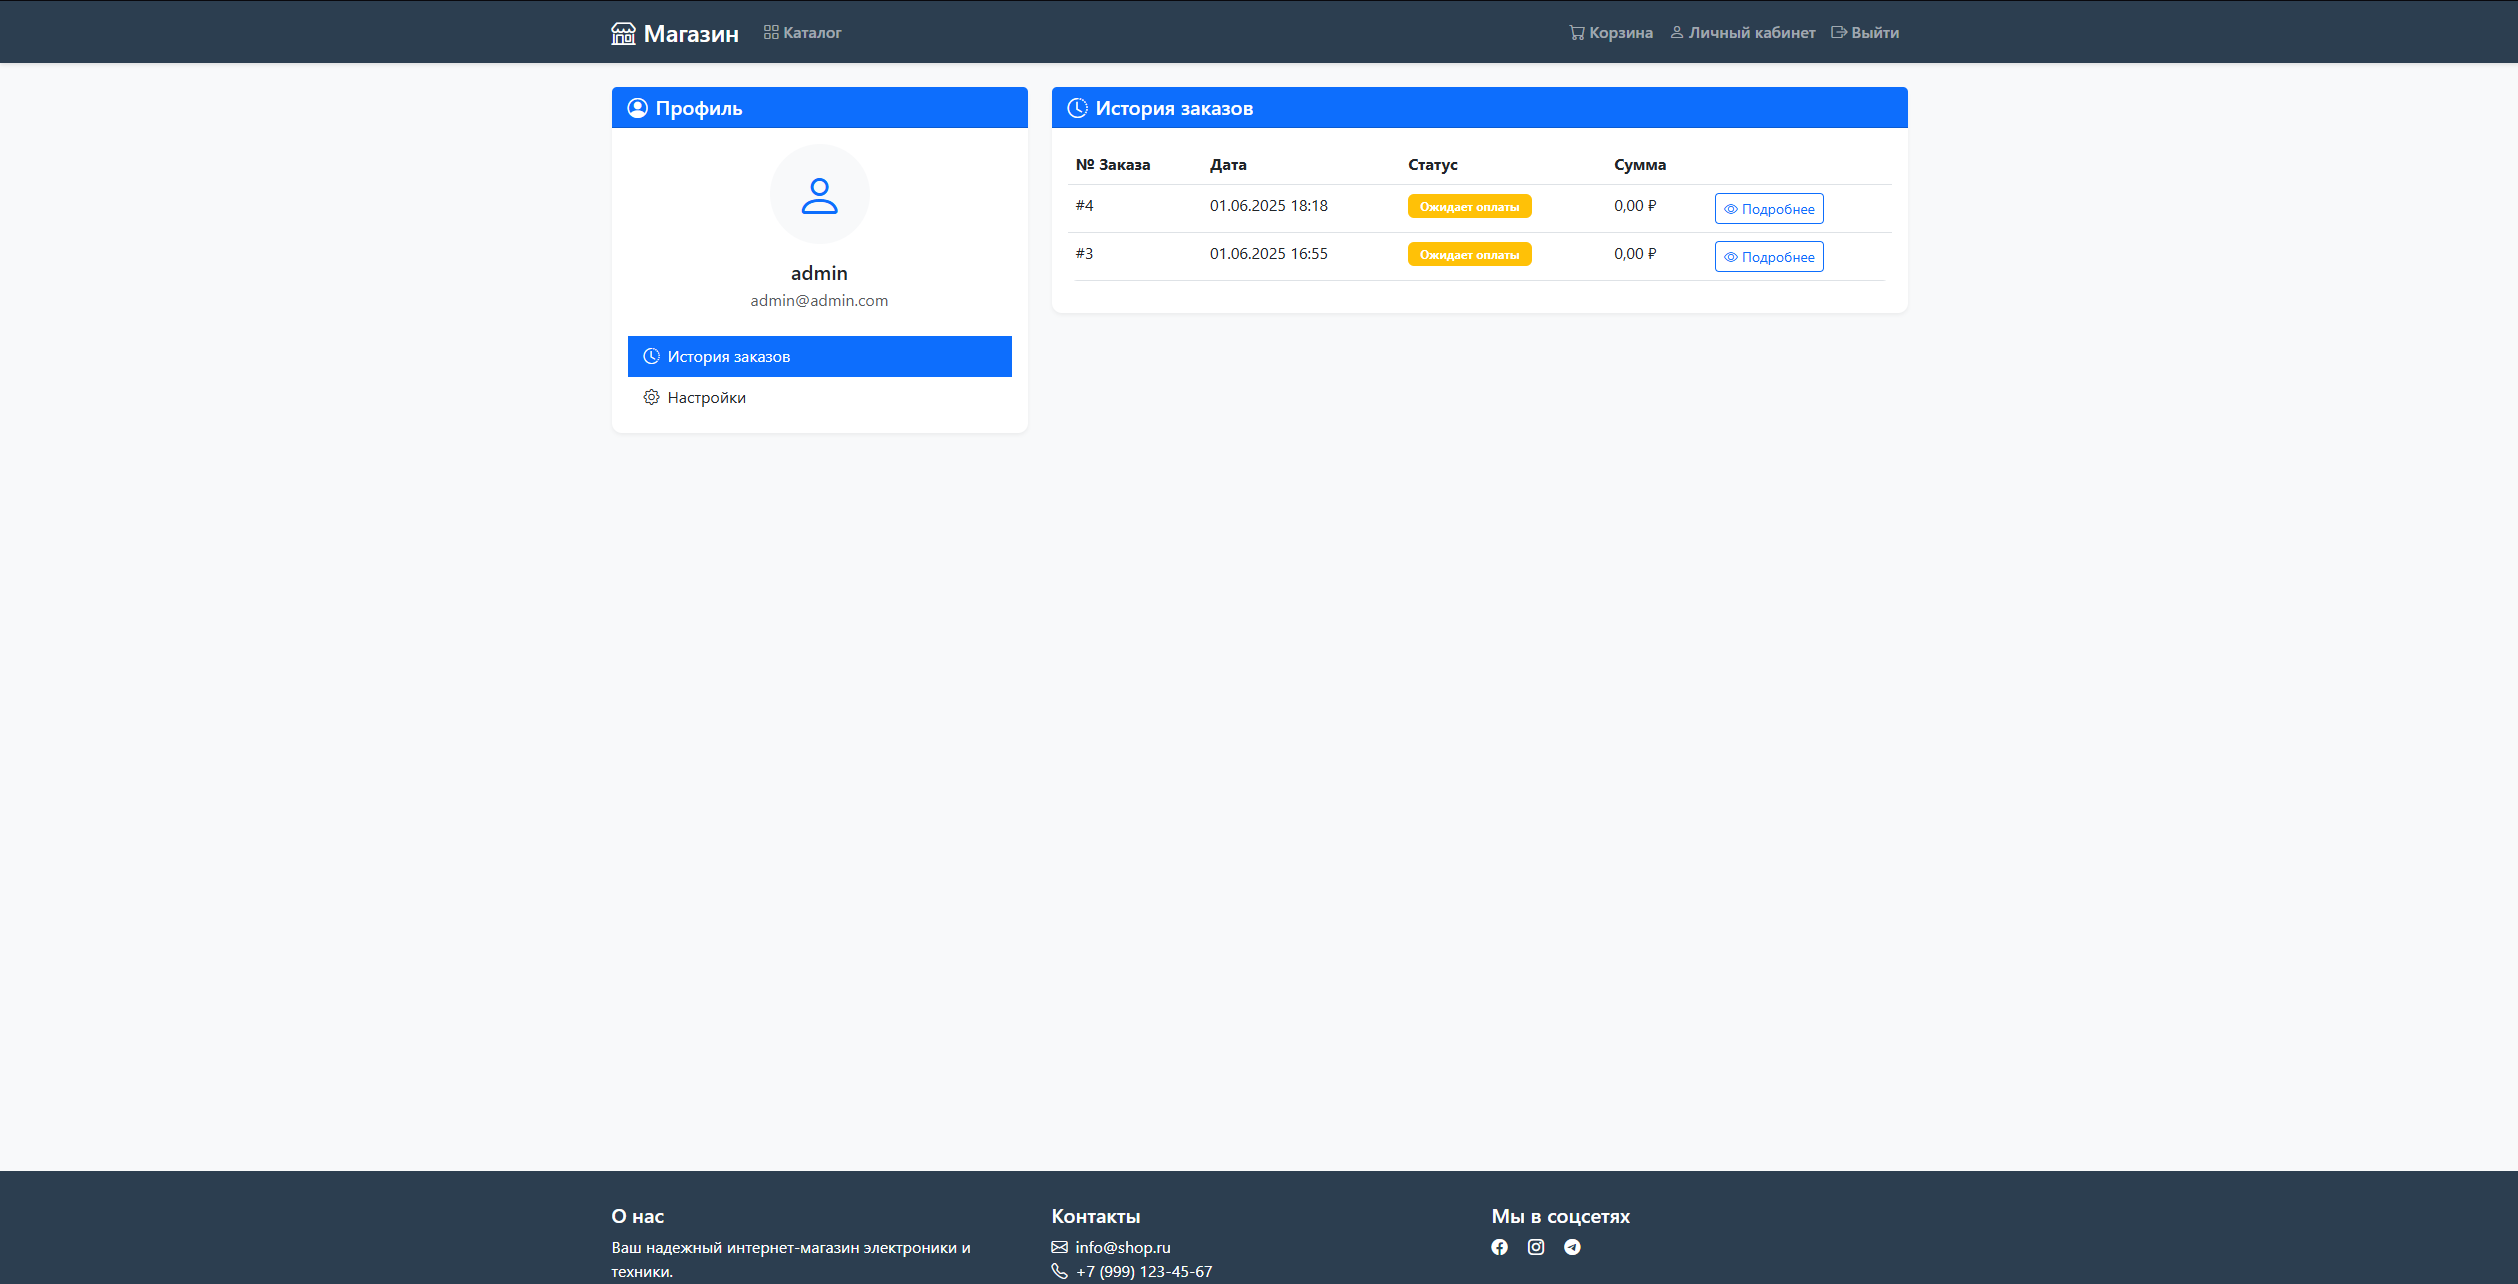 Магазин
Каталог
Корзина
Личный кабинет
Выйти
Профиль
admin
admin@admin.com
История заказов
Настройки
История заказов
№ Заказа Дата Статус Сумма
#4 01.06.2025 18:18 Ожидает оплаты 0,00 ₽ Подробнее
#3 01.06.2025 16:55 Ожидает оплаты 0,00 ₽ Подробнее
О нас
Ваш надежный интернет-магазин электроники и
техники.
Контакты
info@shop.ru
+7 (999) 123-45-67
Мы в соцсетях